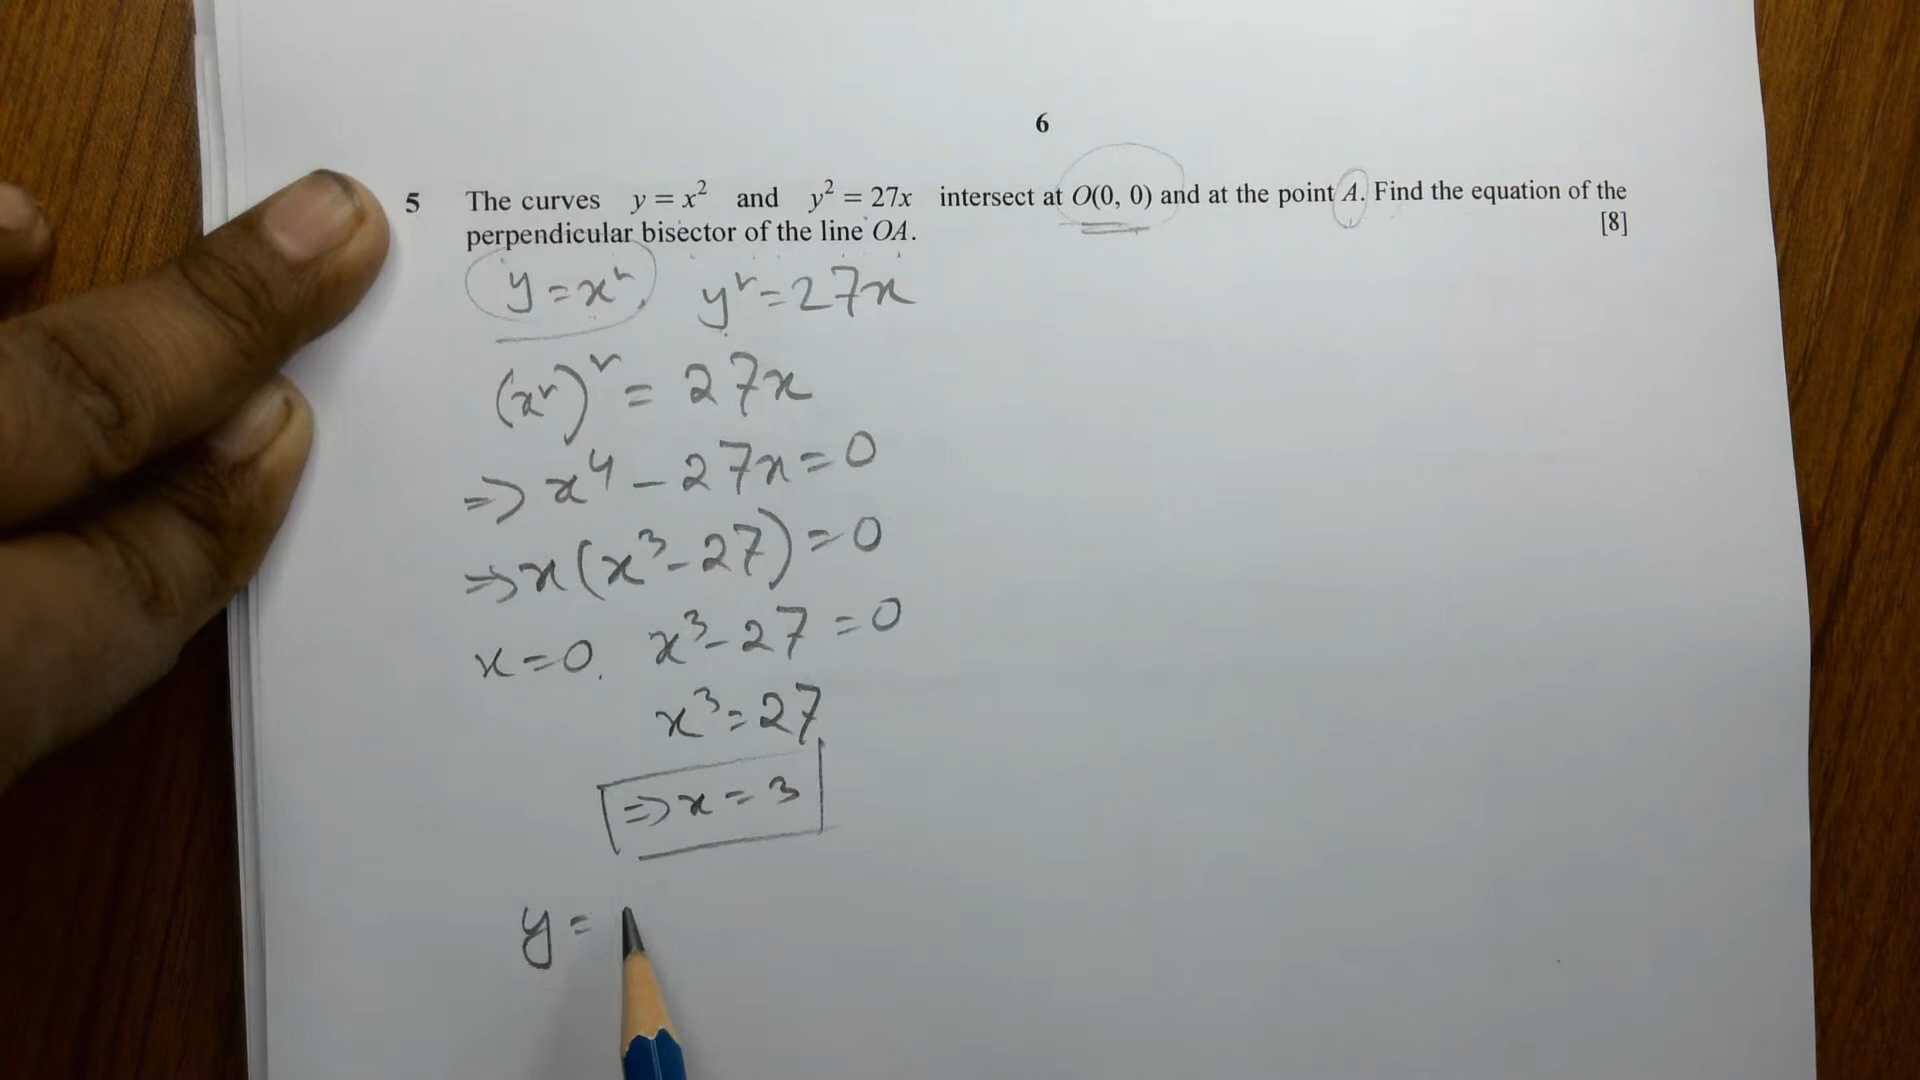 6
5 The curves y = x² and y² = 27x intersect at O(0, 0) and at the point A. Find the equation of the
perpendicular bisector of the line OA. [8]
y = x², y² = 27x
(x²)² = 27x
⇒ x⁴ − 27x = 0
⇒ x(x³ − 27) = 0
x = 0, x³ − 27 = 0
x³ = 27
⇒ x = 3
y =